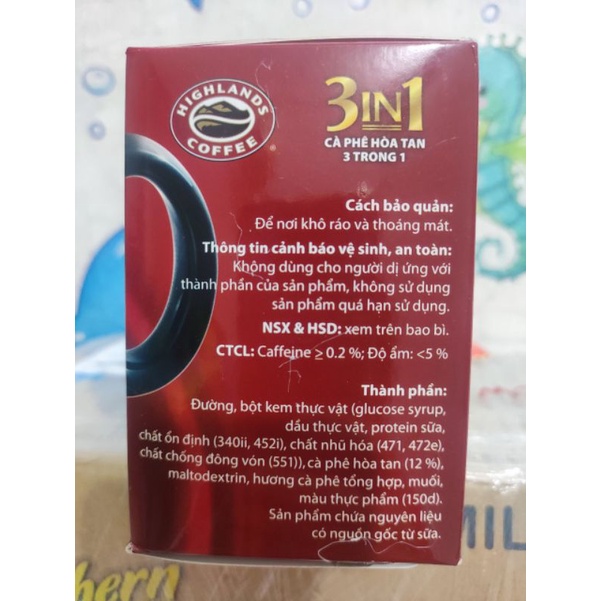 HIGHLANDS
COFFEE
3IN1
CÀ PHÊ HÒA TAN
3 TRONG 1
Cách bảo quản:
Để nơi khô ráo và thoáng mát.
Thông tin cảnh báo vệ sinh, an toàn:
Không dùng cho người dị ứng với
thành phần của sản phẩm, không sử dụng
sản phẩm quá hạn sử dụng.
NSX & HSD: xem trên bao bì.
CTCL: Caffeine ≥ 0.2 %; Độ ẩm: <5 %
Thành phần:
Đường, bột kem thực vật (glucose syrup,
dầu thực vật, protein sữa,
chất ổn định (340ii, 452i), chất nhũ hóa (471, 472e),
chất chống đông vón (551)), cà phê hòa tan (12 %),
maltodextrin, hương cà phê tổng hợp, muối,
màu thực phẩm (150d).
Sản phẩm chứa nguyên liệu
có nguồn gốc từ sữa.
MIL
hern